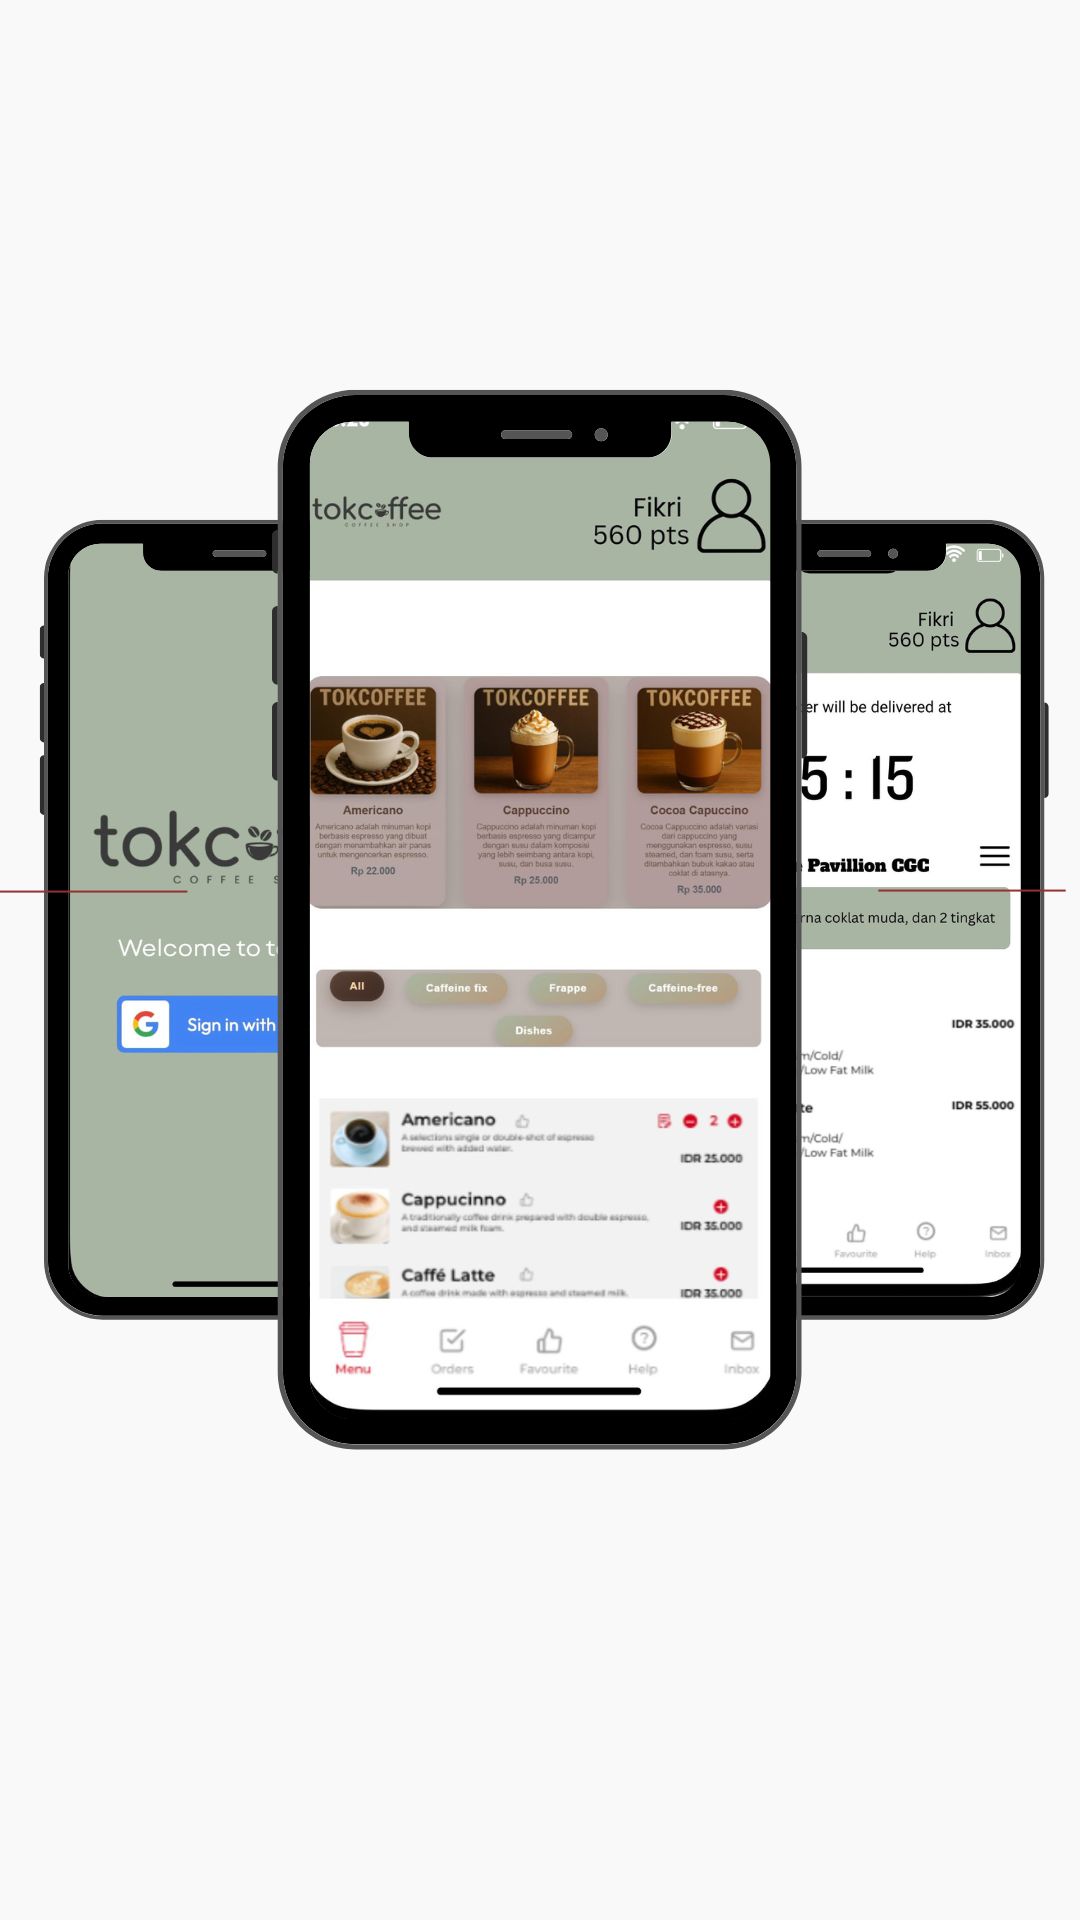 tokcoffee
COFFEE SHOP
Fikri
560 pts
TOKCOFFEE
Americano
Americano adalah minuman kopi
berbasis espresso yang dibuat
dengan menambahkan air panas
untuk mengencerkan espresso.
Rp 22.000
TOKCOFFEE
Cappuccino
Cappuccino adalah minuman kopi
berbasis espresso yang dicampur
dengan susu dalam komposisi
yang lebih seimbang antara kopi,
susu, dan busa susu.
Rp 25.000
TOKCOFFEE
Cocoa Capuccino
Cocoa Cappuccino adalah variasi
dari cappuccino yang
menggunakan espresso, susu
steamed, dan foam susu, serta
ditambahkan bubuk kakao atau
coklat di atasnya.
Rp 35.000
All
Caffeine fix
Frappe
Caffeine-free
Dishes
Americano
2
A selections single or double-shot of espresso
brewed with added water.
IDR 25.000
Cappucinno
A traditionally coffee drink prepared with double espresso,
and steamed milk foam.
IDR 35.000
Caffé Latte
A coffee drink made with espresso and steamed milk.
IDR 35.000
Menu
Orders
Favourite
Help
Inbox
tokc
COFFEE S
Welcome to t
Sign in with
Fikri
560 pts
er will be delivered at
5 : 15
Pavillion CGC
rna coklat muda, dan 2 tingkat
IDR 35.000
m/Cold/
/Low Fat Milk
te
IDR 55.000
m/Cold/
/Low Fat Milk
Favourite
Help
Inbox